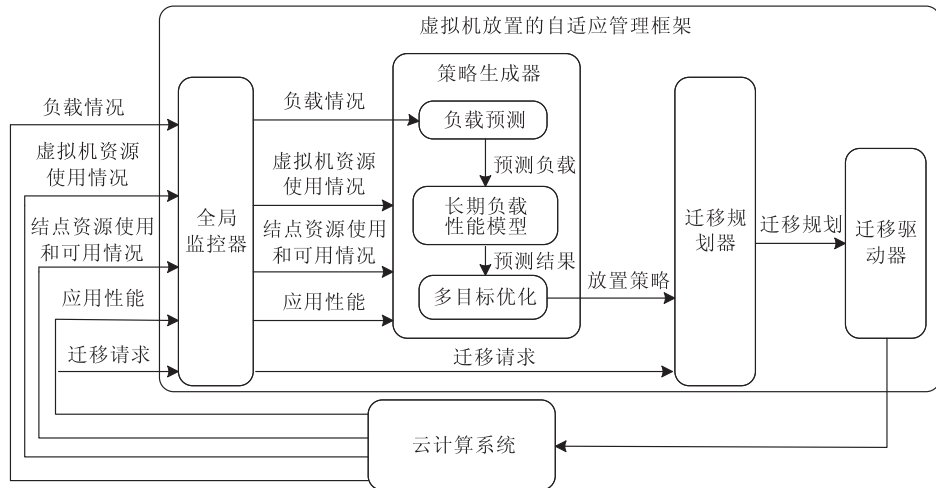 虚拟机放置的自适应管理框架
策略生成器
负载情况
虚拟机资源
使用情况
结点资源使用
和可用情况
应用性能
迁移请求
全局
监控器
负载情况
虚拟机资源
使用情况
结点资源使用
和可用情况
应用性能
迁移请求
负载预测
预测负载
长期负载
性能模型
预测结果
多目标优化
放置策略
迁移规
划器
迁移规划
迁移驱
动器
云计算系统